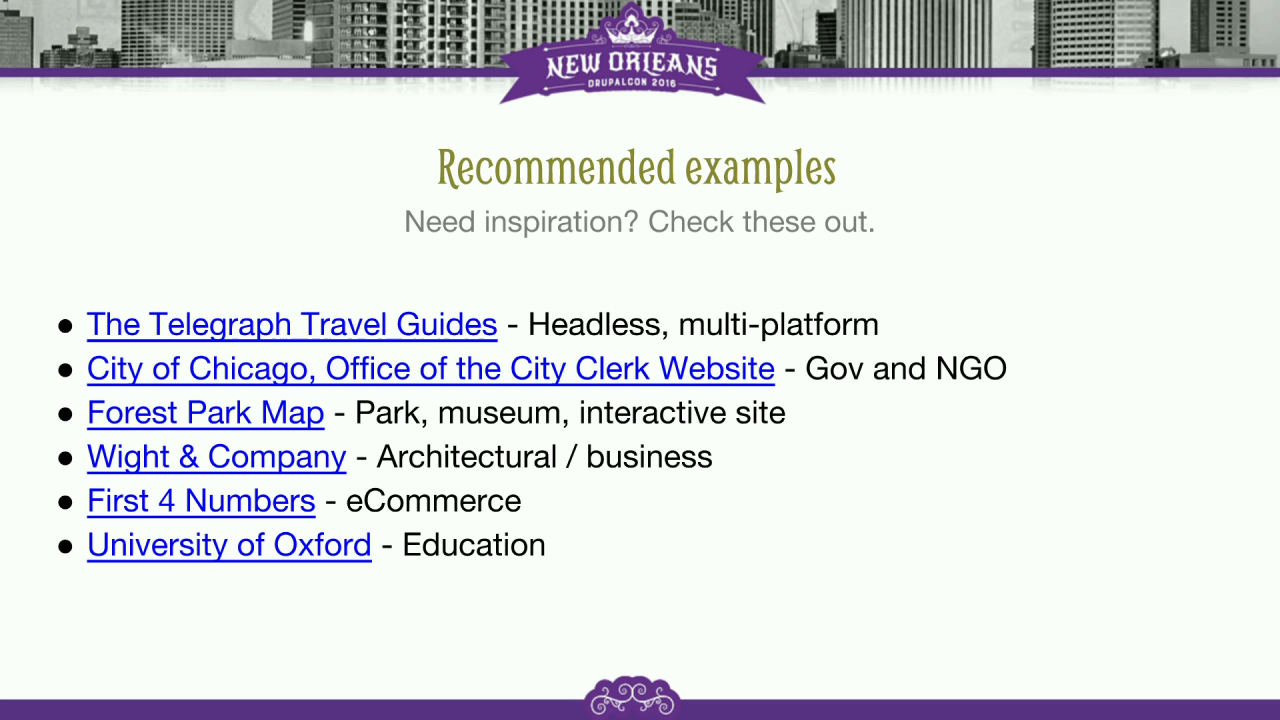 NEW ORLEANS
DRUPALCON 2016
Recommended examples
Need inspiration? Check these out.
● The Telegraph Travel Guides - Headless, multi-platform
● City of Chicago, Office of the City Clerk Website - Gov and NGO
● Forest Park Map - Park, museum, interactive site
● Wight & Company - Architectural / business
● First 4 Numbers - eCommerce
● University of Oxford - Education